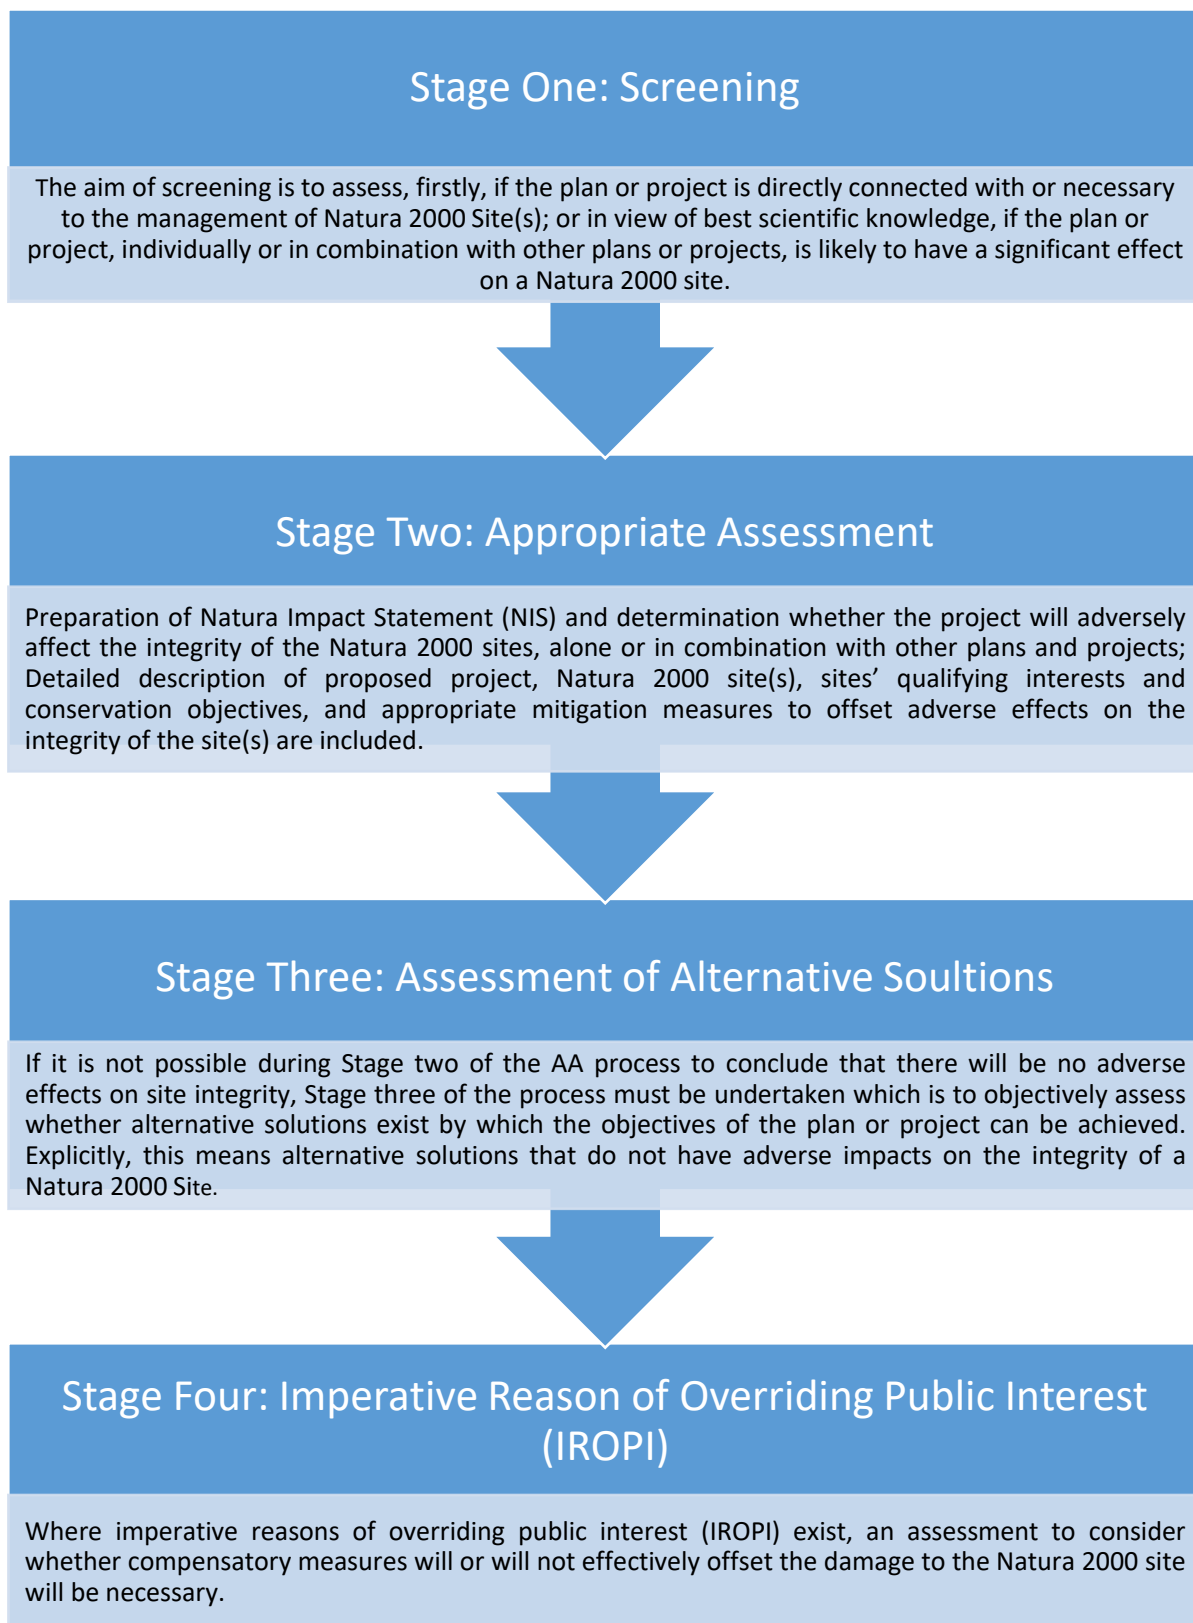 Stage One: Screening
The aim of screening is to assess, firstly, if the plan or project is directly connected with or necessary
to the management of Natura 2000 Site(s); or in view of best scientific knowledge, if the plan or
project, individually or in combination with other plans or projects, is likely to have a significant effect
on a Natura 2000 site.
Stage Two: Appropriate Assessment
Preparation of Natura Impact Statement (NIS) and determination whether the project will adversely
affect the integrity of the Natura 2000 sites, alone or in combination with other plans and projects;
Detailed description of proposed project, Natura 2000 site(s), sites’ qualifying interests and
conservation objectives, and appropriate mitigation measures to offset adverse effects on the
integrity of the site(s) are included.
Stage Three: Assessment of Alternative Soultions
If it is not possible during Stage two of the AA process to conclude that there will be no adverse
effects on site integrity, Stage three of the process must be undertaken which is to objectively assess
whether alternative solutions exist by which the objectives of the plan or project can be achieved.
Explicitly, this means alternative solutions that do not have adverse impacts on the integrity of a
Natura 2000 Site.
Stage Four: Imperative Reason of Overriding Public Interest
(IROPI)
Where imperative reasons of overriding public interest (IROPI) exist, an assessment to consider
whether compensatory measures will or will not effectively offset the damage to the Natura 2000 site
will be necessary.